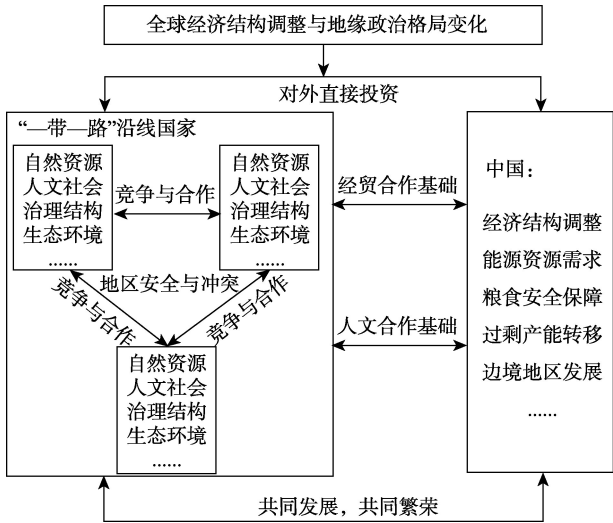 全球经济结构调整与地缘政治格局变化
对外直接投资
“一带一路”沿线国家
自然资源
人文社会
治理结构
生态环境
......
竞争与合作
自然资源
人文社会
治理结构
生态环境
......
地区安全与冲突
竞争与合作
竞争与合作
自然资源
人文社会
治理结构
生态环境
......
经贸合作基础
人文合作基础
中国：
经济结构调整
能源资源需求
粮食安全保障
过剩产能转移
边境地区发展
......
共同发展，共同繁荣